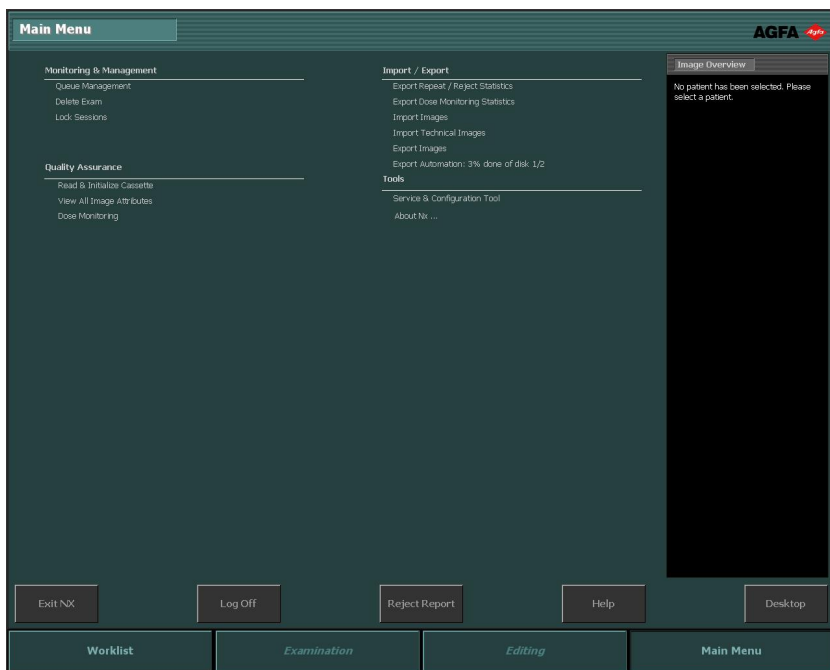 Main Menu
AGFA
Agfa
Monitoring & Management
Queue Management
Delete Exam
Lock Sessions
Quality Assurance
Read & Initialize Cassette
View All Image Attributes
Dose Monitoring
Import / Export
Export Repeat / Reject Statistics
Export Dose Monitoring Statistics
Import Images
Import Technical Images
Export Images
Export Automation: 3% done of disk 1/2
Tools
Service & Configuration Tool
About Nx ...
Image Overview
No patient has been selected. Please
select a patient.
Exit NX
Log Off
Reject Report
Help
Desktop
Worklist
Examination
Editing
Main Menu